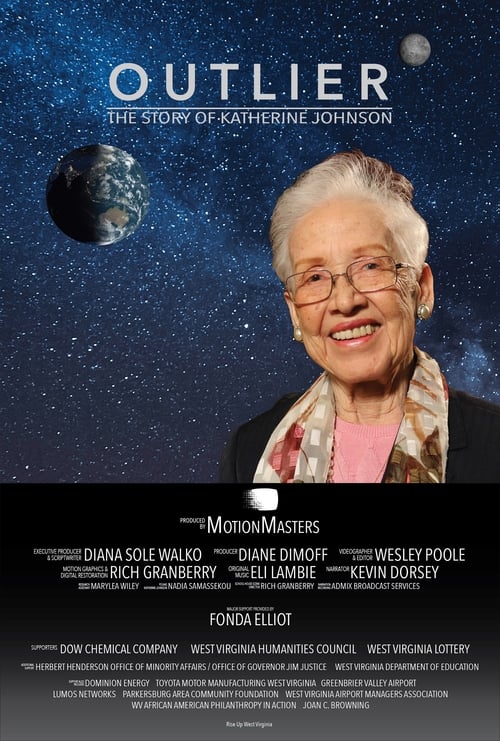 OUTLIER
THE STORY OF KATHERINE JOHNSON
PRODUCED BY MOTIONMASTERS
EXECUTIVE PRODUCER & SCRIPTWRITER DIANA SOLE WALKO PRODUCER DIANE DIMOFF VIDEOGRAPHER & EDITOR WESLEY POOLE
MOTION GRAPHICS & DIGITAL RESTORATION RICH GRANBERRY ORIGINAL MUSIC ELI LAMBIE NARRATOR KEVIN DORSEY
MARYLEA WILEY YOUNG KATHERINE JOHNSON NADIA SAMASSEKOU RICH GRANBERRY ADMIX BROADCAST SERVICES
MAJOR SUPPORT PROVIDED BY
FONDA ELLIOT
SUPPORTERS DOW CHEMICAL COMPANY WEST VIRGINIA HUMANITIES COUNCIL WEST VIRGINIA LOTTERY
HERBERT HENDERSON OFFICE OF MINORITY AFFAIRS / OFFICE OF GOVERNOR JIM JUSTICE WEST VIRGINIA DEPARTMENT OF EDUCATION
DOMINION ENERGY TOYOTA MOTOR MANUFACTURING WEST VIRGINIA GREENBRIER VALLEY AIRPORT
LUMOS NETWORKS PARKERSBURG AREA COMMUNITY FOUNDATION WEST VIRGINIA AIRPORT MANAGERS ASSOCIATION
WV AFRICAN AMERICAN PHILANTHROPY IN ACTION JOAN C. BROWNING
Rise Up West Virginia